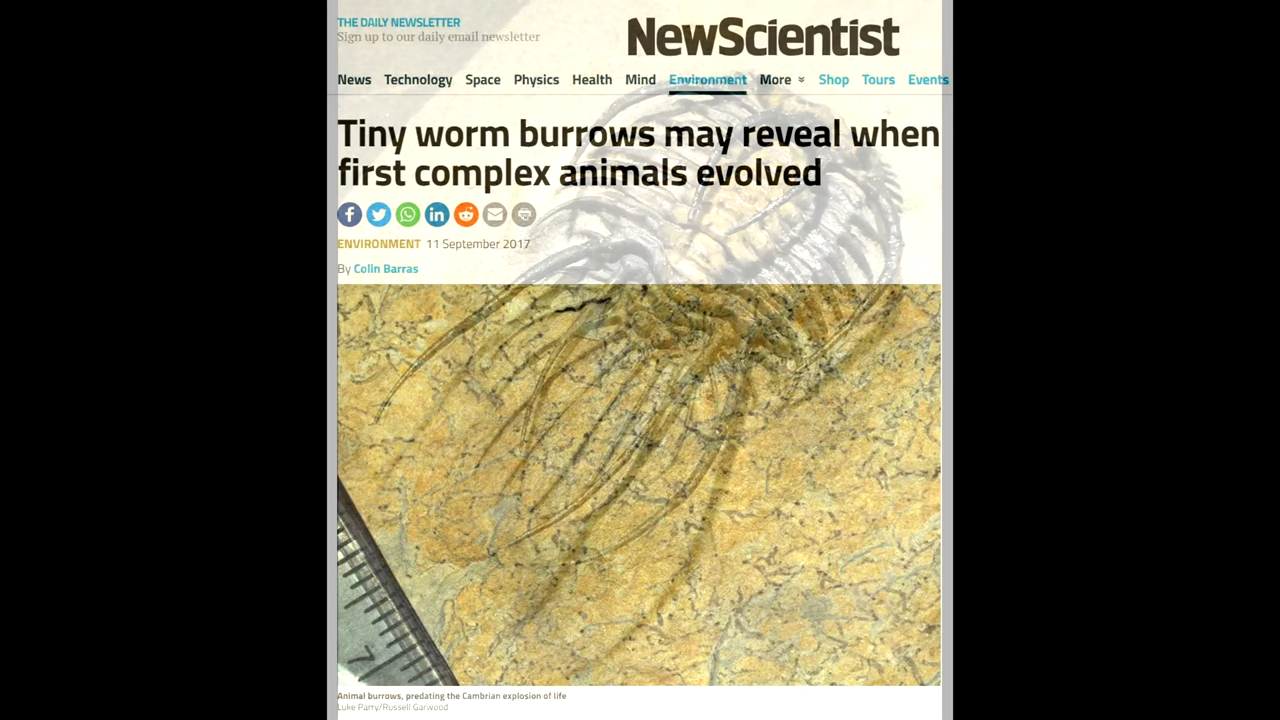 THE DAILY NEWSLETTER
Sign up to our daily email newsletter
NewScientist
News Technology Space Physics Health Mind Environment More Shop Tours Events
Tiny worm burrows may reveal when
first complex animals evolved
ENVIRONMENT 11 September 2017
By Colin Barras
7
Animal burrows, predating the Cambrian explosion of life
Luke Parry/Russell Garwood